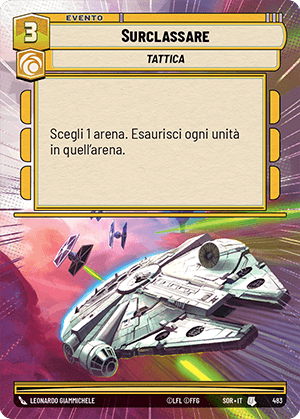 EVENTO
3
SURCLASSARE
TATTICA
Scegli 1 arena. Esaurisci ogni unità
in quell'arena.
LEONARDO GIAMMICHELE
©LFL ©FFG
SOR • IT
483